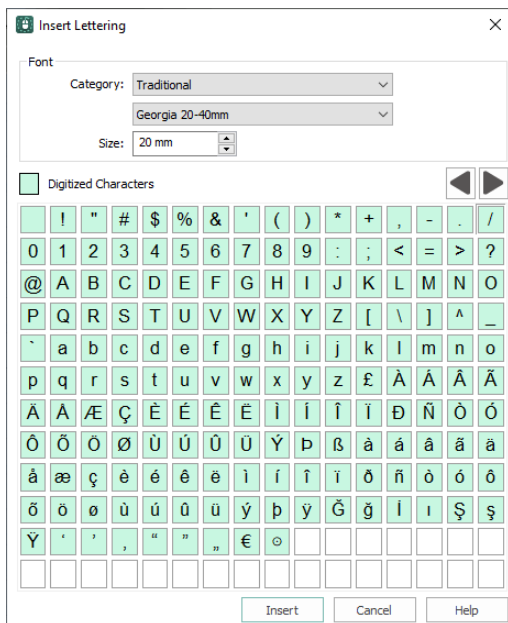 Insert Lettering
Font
Category: Traditional
Georgia 20-40mm
Size: 20 mm
Digitized Characters
! " # $ % & ' ( ) * + , - . /
0 1 2 3 4 5 6 7 8 9 : ; < = > ?
@ A B C D E F G H I J K L M N O
P Q R S T U V W X Y Z [ \ ] ^ _
` a b c d e f g h i j k l m n o
p q r s t u v w x y z £ À Á Â Ã
Ä Å Æ Ç È É Ê Ë Ì Í Î Ï Ð Ñ Ò Ó
Ô Õ Ö Ø Ù Ú Û Ü Ý Þ ß à á â ã ä
å æ ç è é ê ë ì í î ï ð ñ ò ó ô
õ ö ø ù ú û ü ý þ ÿ Ğ ğ İ ı Ş ş
Ÿ ‘ ’ ‚ “ ” „ € ⊙
Insert Cancel Help